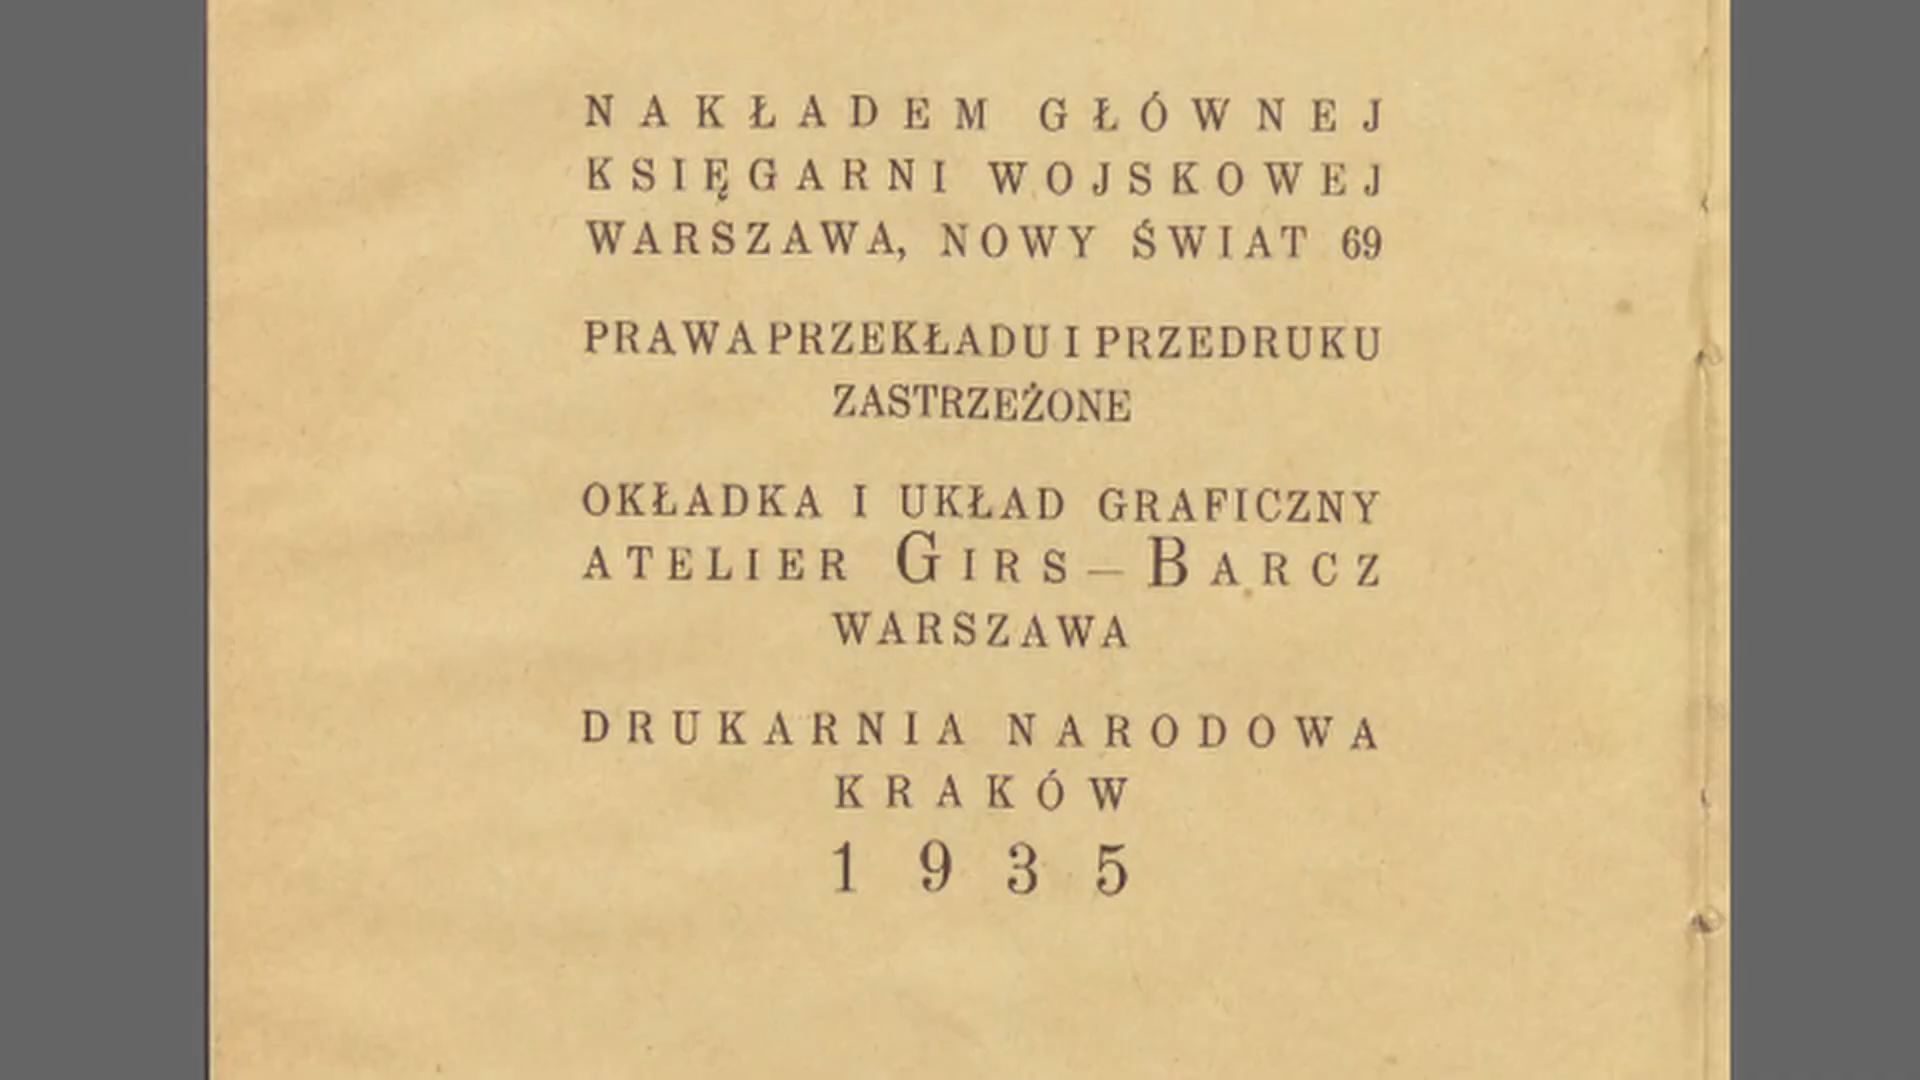 NAKŁADEM GŁÓWNEJ
KSIĘGARNI WOJSKOWEJ
WARSZAWA, NOWY ŚWIAT 69
PRAWA PRZEKŁADU I PRZEDRUKU
ZASTRZEŻONE
OKŁADKA I UKŁAD GRAFICZNY
ATELIER GIRS – BARCZ
WARSZAWA
DRUKARNIA NARODOWA
KRAKÓW
1935